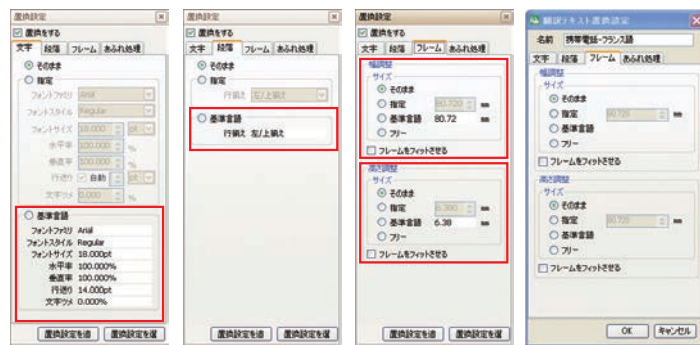 置換設定
置換をする
文字 段落 フレーム あふれ処理
そのまま
指定
フォントファミリ Arial
フォントスタイル Regular
フォントサイズ 18.000 pt
水平率 100.000 %
垂直率 100.000 %
行送り 自動 pt
文字ツメ 0.000 %
基準言語
フォントファミリ Arial
フォントスタイル Regular
フォントサイズ 18.000pt
水平率 100.000%
垂直率 100.000%
行送り 14.000pt
文字ツメ 0.000%
置換設定を追 置換設定を選
置換設定
置換をする
文字 段落 フレーム あふれ処理
そのまま
指定
行揃え 左/上揃え
基準言語
行揃え 左/上揃え
置換設定を追 置換設定を選
置換設定
置換をする
文字 段落 フレーム あふれ処理
幅調整
サイズ
そのまま
指定 80.720 mm
基準言語 80.72 mm
フリー
フレームをフィットさせる
高さ調整
サイズ
そのまま
指定 6.380 mm
基準言語 6.38 mm
フリー
フレームをフィットさせる
置換設定を追 置換設定を選
翻訳テキスト置換設定
名前 携帯電話-フランス語
文字 段落 フレーム あふれ処理
幅調整
サイズ
そのまま
指定 80.720 mm
基準言語
フリー
フレームをフィットさせる
高さ調整
サイズ
そのまま
指定 80.720 mm
基準言語
フリー
フレームをフィットさせる
OK キャンセル